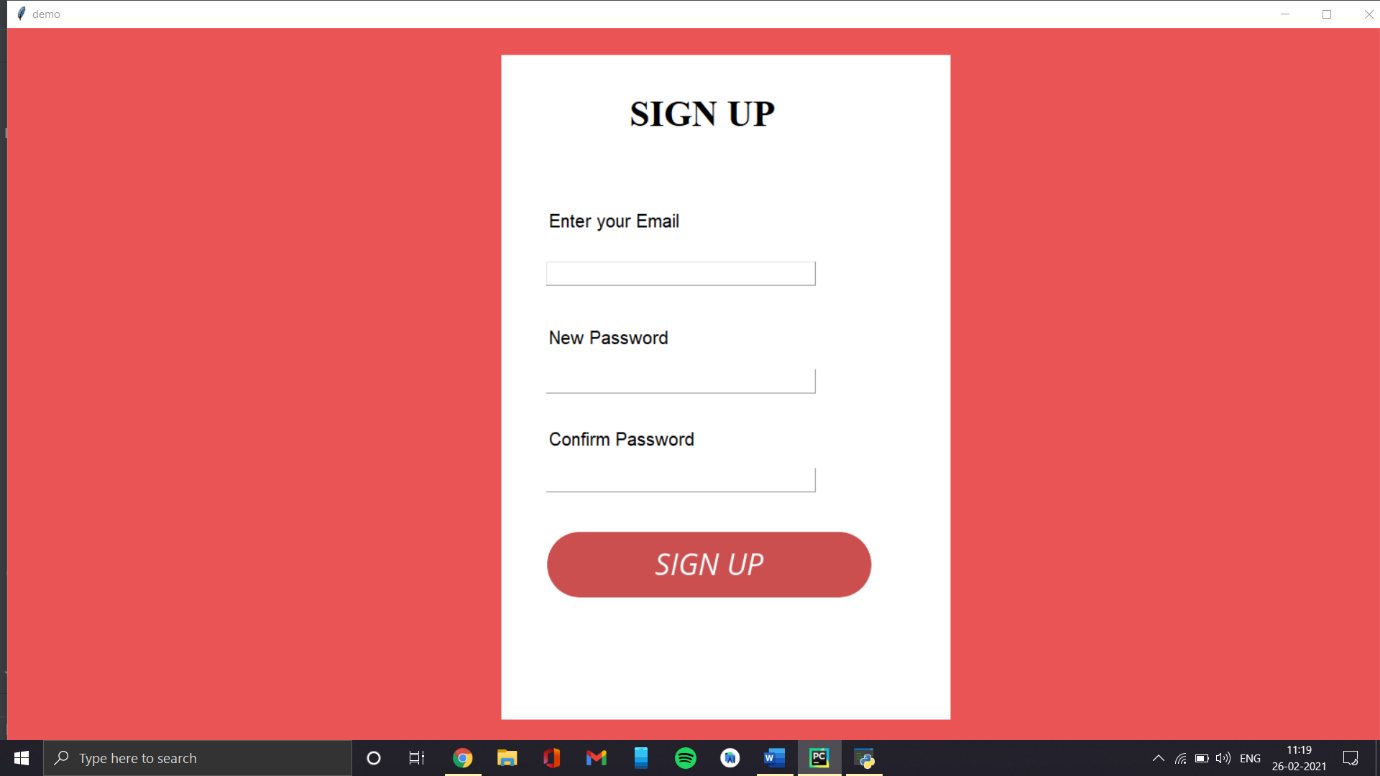 demo
SIGN UP
Enter your Email
New Password
Confirm Password
SIGN UP
Type here to search
PC
W
ENG
11:19
26-02-2021